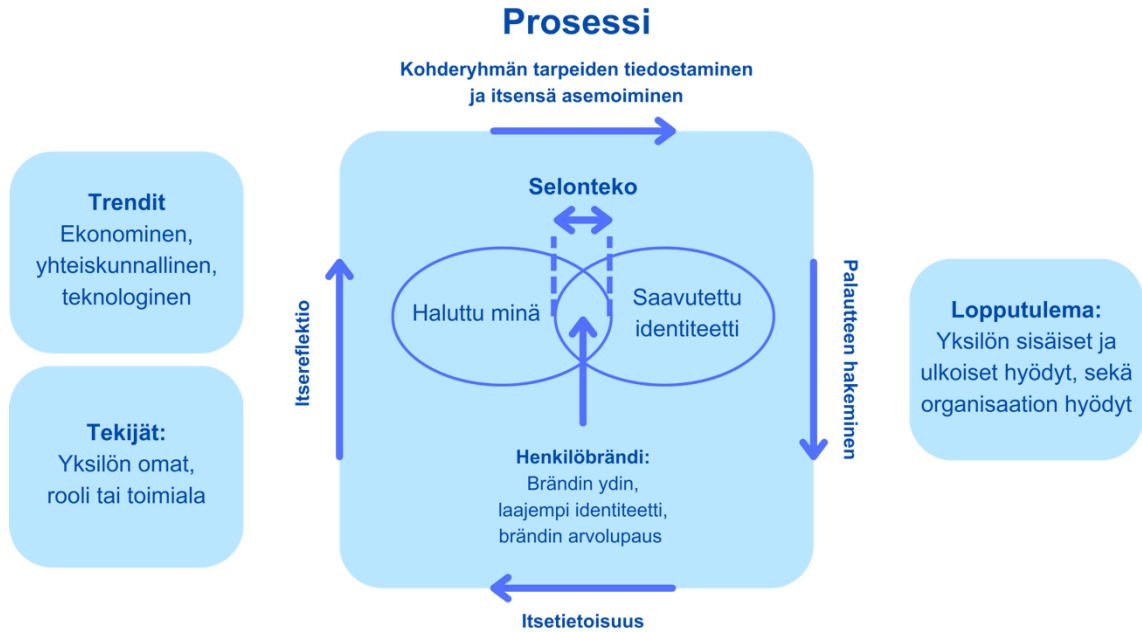 Prosessi
Kohderyhmän tarpeiden tiedostaminen
ja itsensä asemoiminen
Trendit
Ekonominen,
yhteiskunnallinen,
teknologinen
Tekijät:
Yksilön omat,
rooli tai toimiala
Itsereflektio
Selonteko
Haluttu minä
Saavutettu
identiteetti
Henkilöbrändi:
Brändin ydin,
laajempi identiteetti,
brändin arvolupaus
Palautteen hakeminen
Lopputulema:
Yksilön sisäiset ja
ulkoiset hyödyt, sekä
organisaation hyödyt
Itsetietoisuus